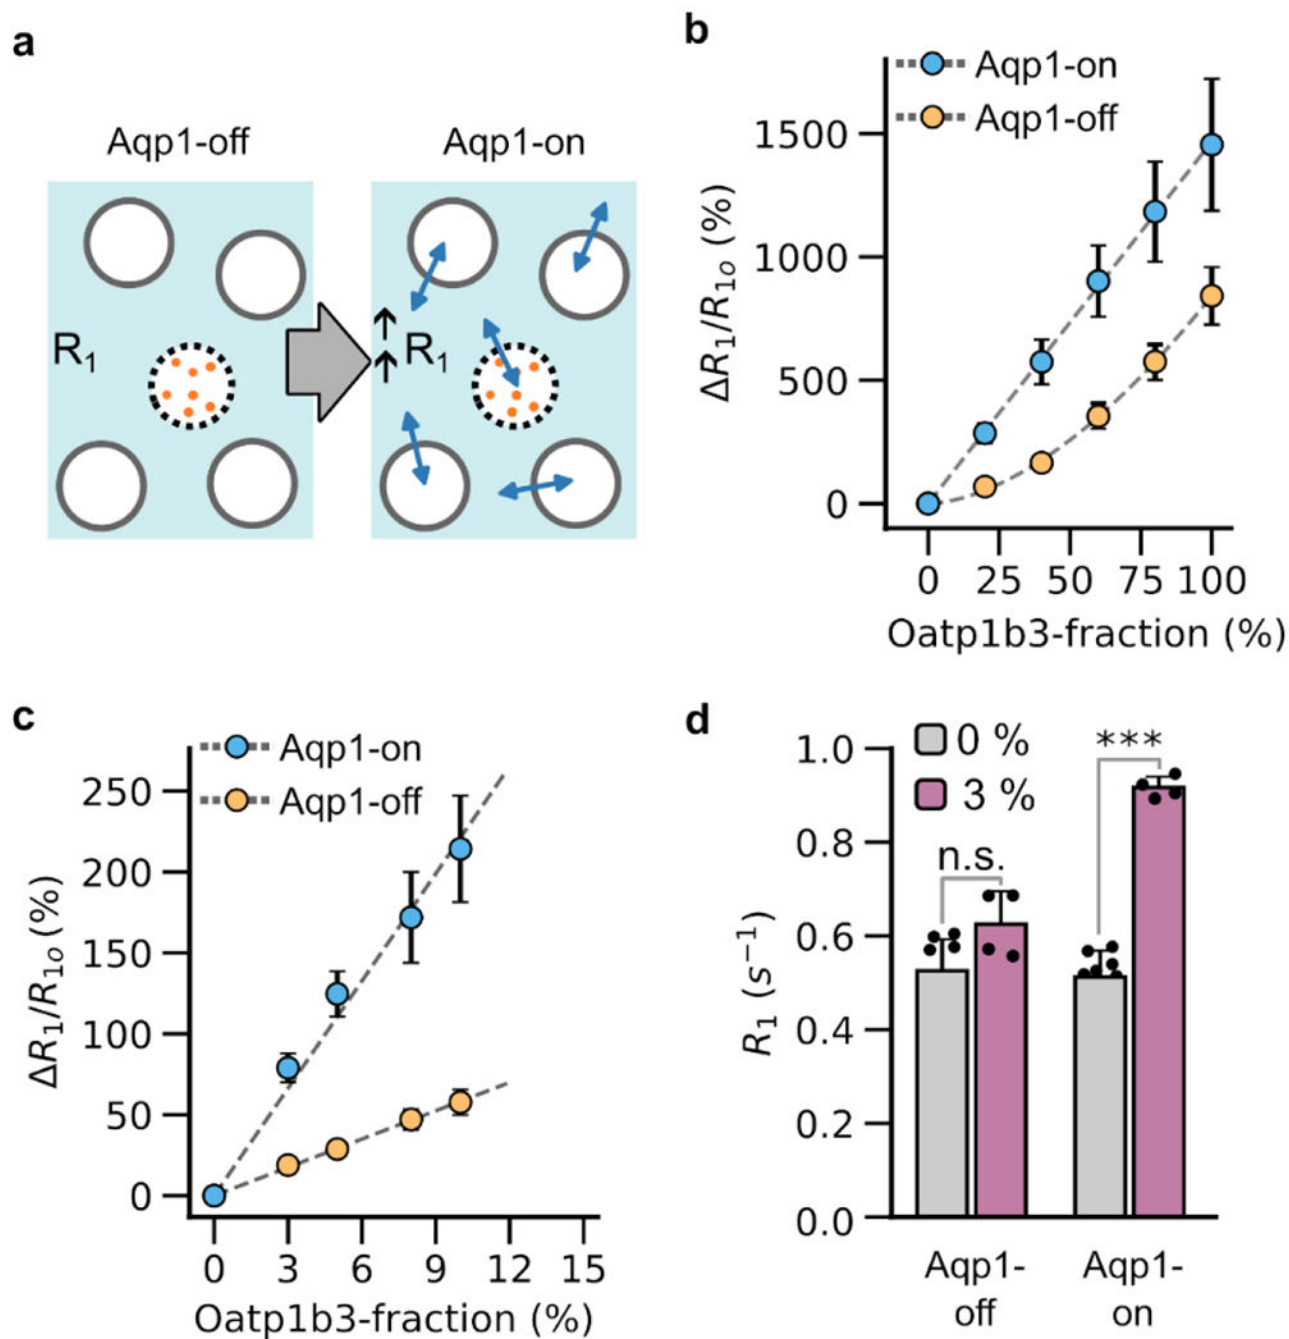 a
Aqp1-off
Aqp1-on
R1
↑↑ R1
b
Aqp1-on
Aqp1-off
ΔR1/R1o (%)
1500
1000
500
0
0 25 50 75 100
Oatp1b3-fraction (%)
c
Aqp1-on
Aqp1-off
ΔR1/R1o (%)
250
200
150
100
50
0
0 3 6 9 12 15
Oatp1b3-fraction (%)
d
0 %
3 %
n.s.
***
R1 (s−1)
1.0
0.8
0.6
0.4
0.2
0.0
Aqp1-
off
Aqp1-
on